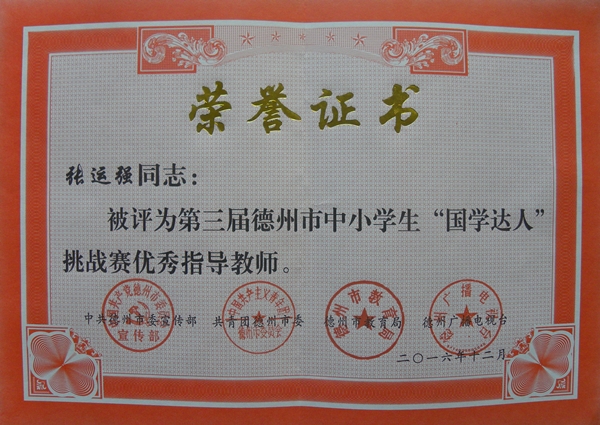 荣誉证书
张运强同志：
被评为第三届德州市中小学生“国学达人”
挑战赛优秀指导教师。
中共德州市委宣传部 共青团德州市委 德州市教育局 德州广播电视台
二〇一六年十二月